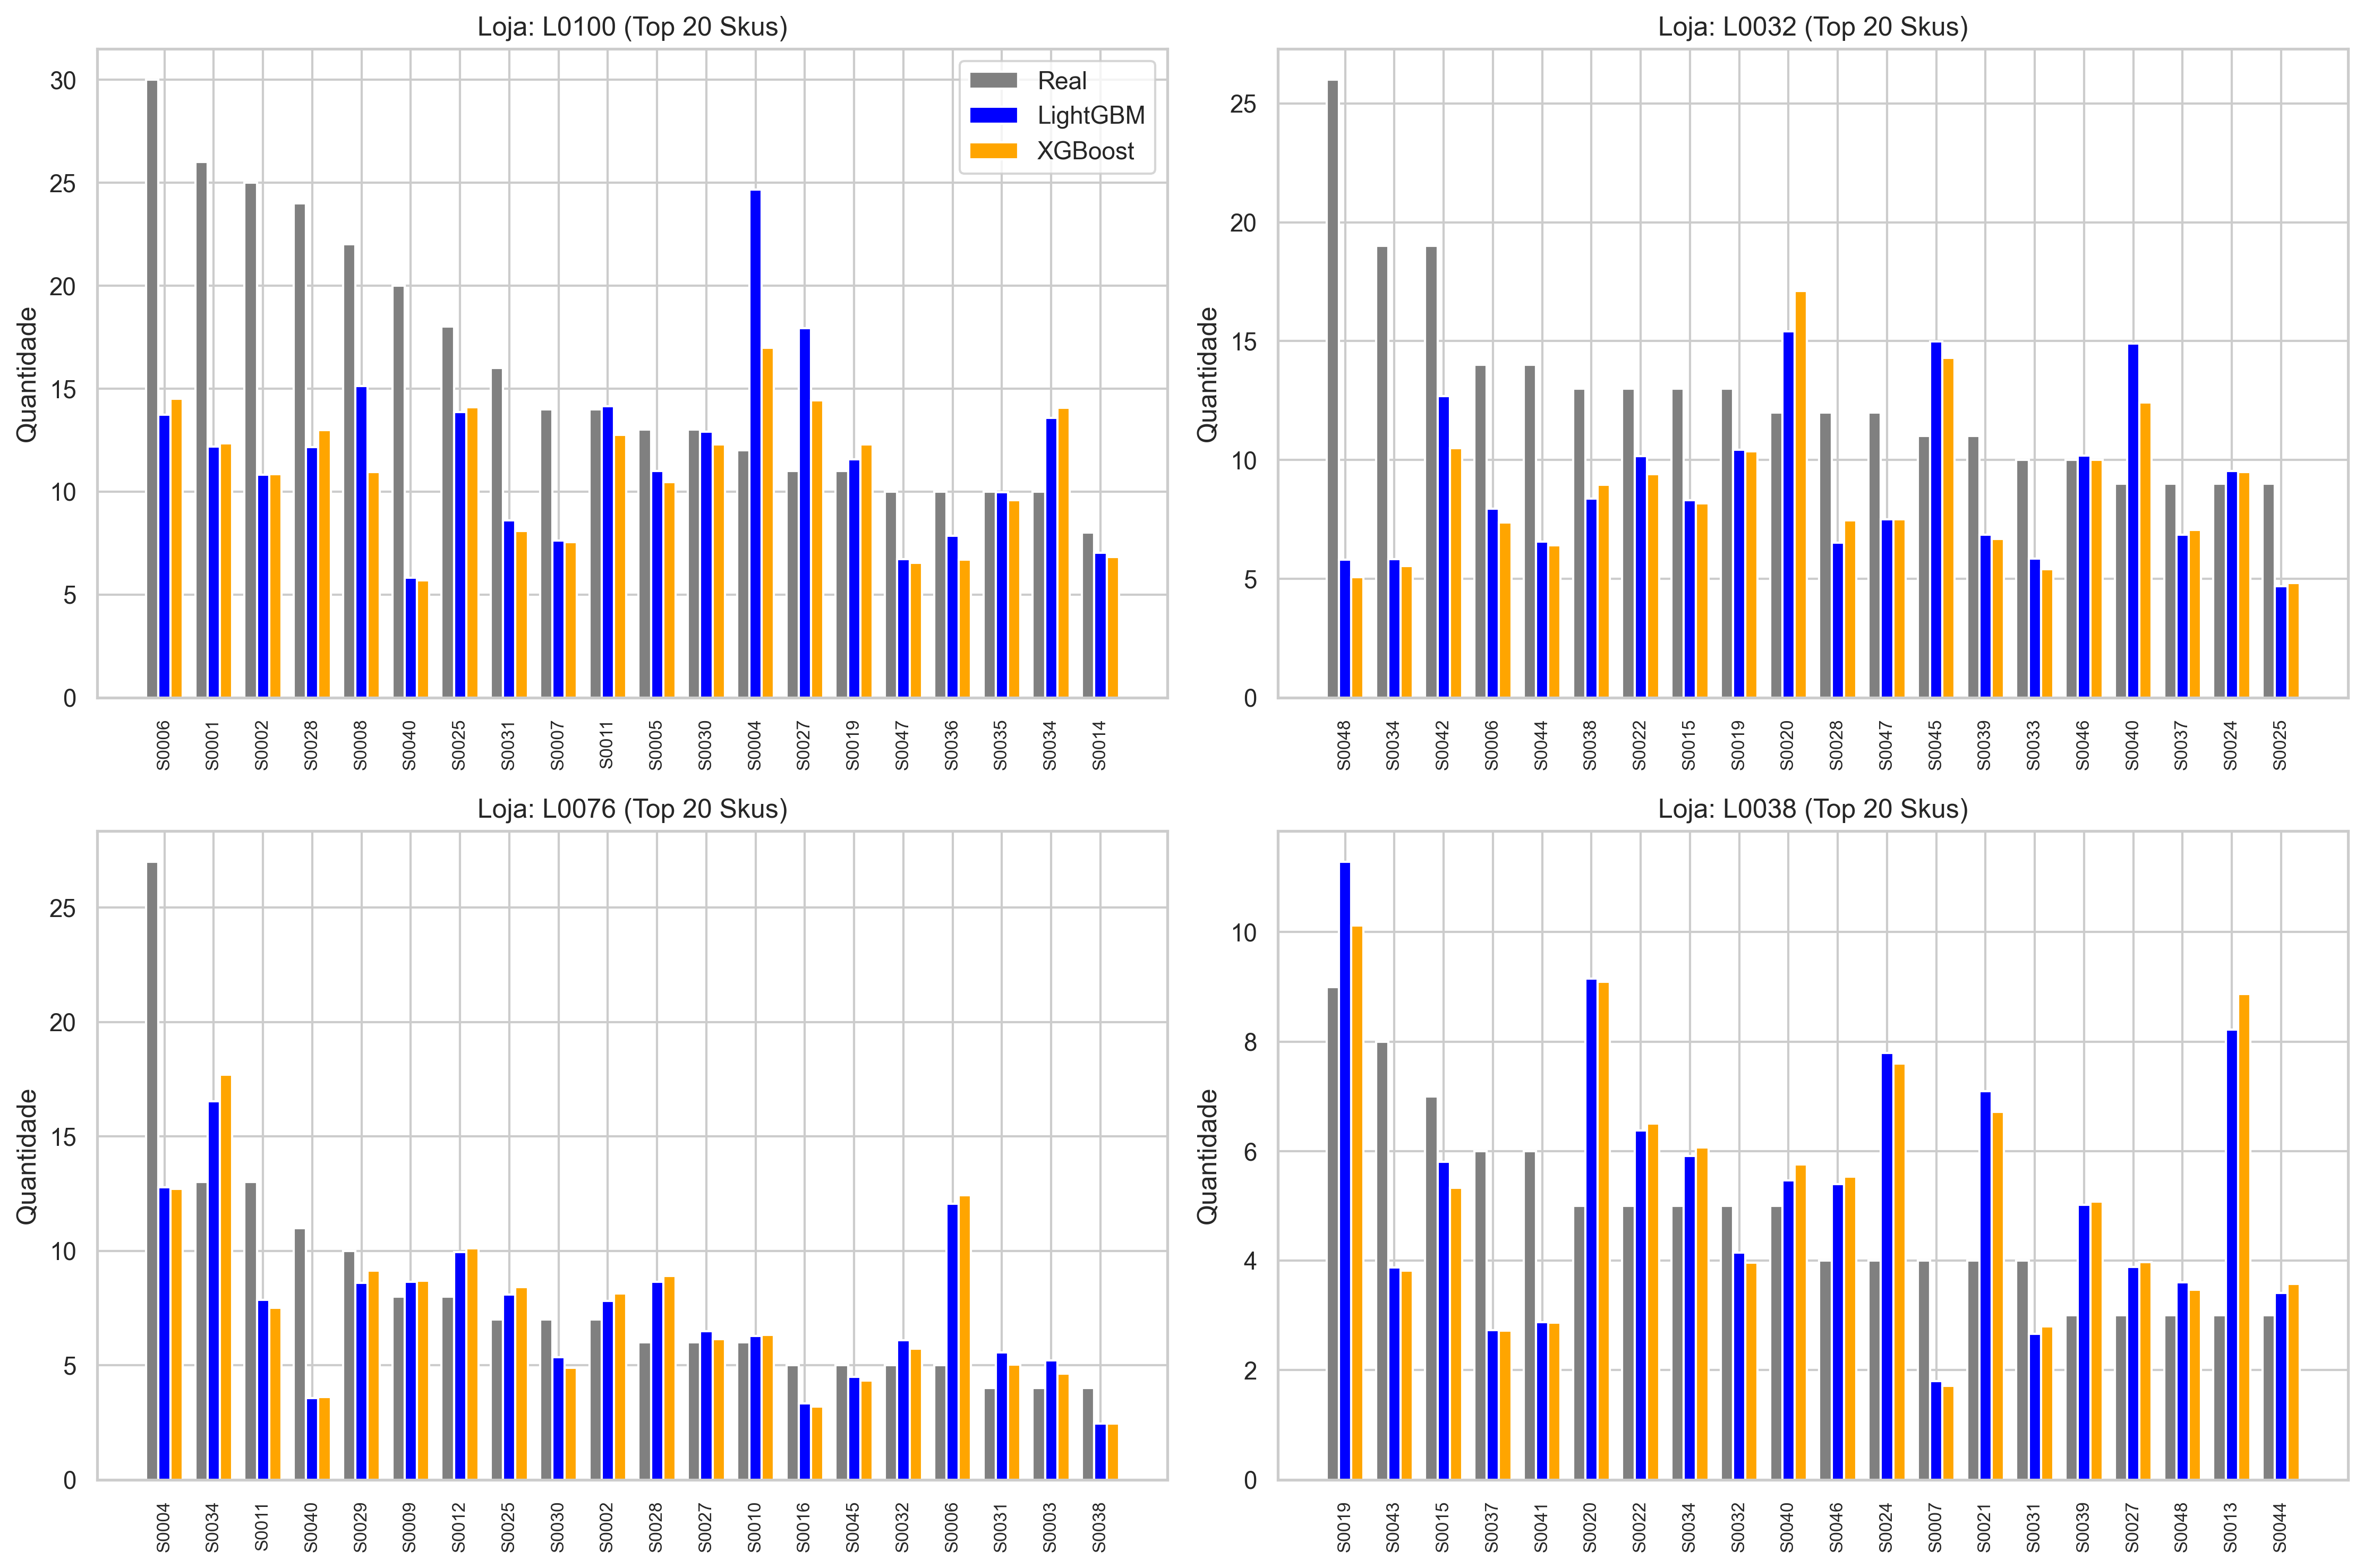 Loja: L0100 (Top 20 Skus)
Quantidade
30
25
20
15
10
5
0
Real
LightGBM
XGBoost
S0006 S0001 S0002 S0028 S0008 S0040 S0025 S0031 S0007 S0011 S0005 S0030 S0004 S0027 S0019 S0047 S0036 S0035 S0034 S0014
Loja: L0032 (Top 20 Skus)
Quantidade
25
20
15
10
5
0
S0048 S0034 S0042 S0006 S0044 S0038 S0022 S0015 S0019 S0020 S0028 S0047 S0045 S0039 S0033 S0046 S0040 S0037 S0024 S0025
Loja: L0076 (Top 20 Skus)
Quantidade
25
20
15
10
5
0
S0004 S0034 S0011 S0040 S0029 S0009 S0012 S0025 S0030 S0002 S0028 S0027 S0010 S0016 S0045 S0032 S0006 S0031 S0003 S0038
Loja: L0038 (Top 20 Skus)
Quantidade
10
8
6
4
2
0
S0019 S0043 S0015 S0037 S0041 S0020 S0022 S0034 S0032 S0040 S0046 S0024 S0007 S0021 S0031 S0039 S0027 S0048 S0013 S0044